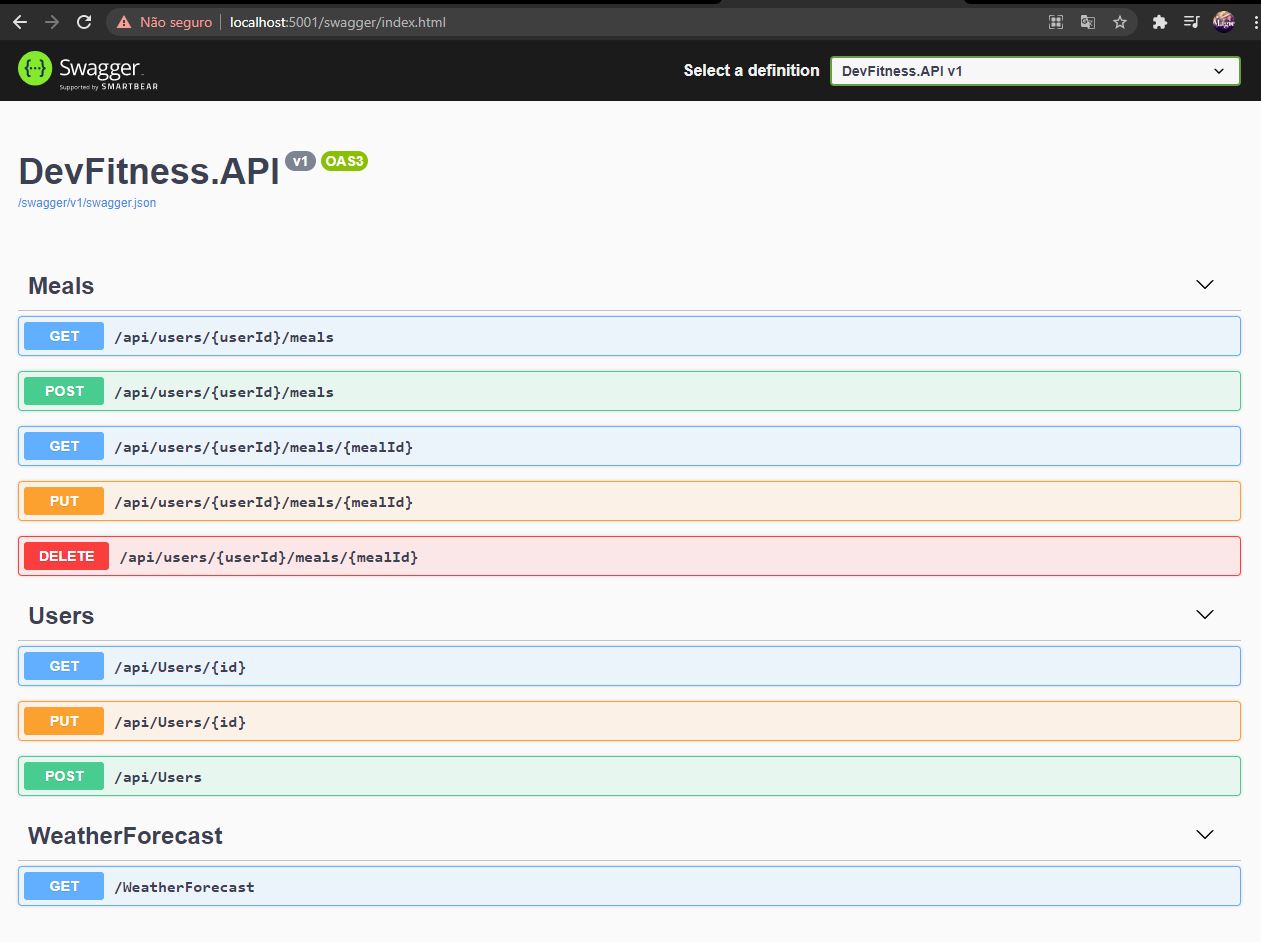 Não seguro | localhost:5001/swagger/index.html
{··} Swagger
Supported by SMARTBEAR
Select a definition
DevFitness.API v1
DevFitness.API v1 OAS3
/swagger/v1/swagger.json
Meals
GET /api/users/{userId}/meals
POST /api/users/{userId}/meals
GET /api/users/{userId}/meals/{mealId}
PUT /api/users/{userId}/meals/{mealId}
DELETE /api/users/{userId}/meals/{mealId}
Users
GET /api/Users/{id}
PUT /api/Users/{id}
POST /api/Users
WeatherForecast
GET /WeatherForecast